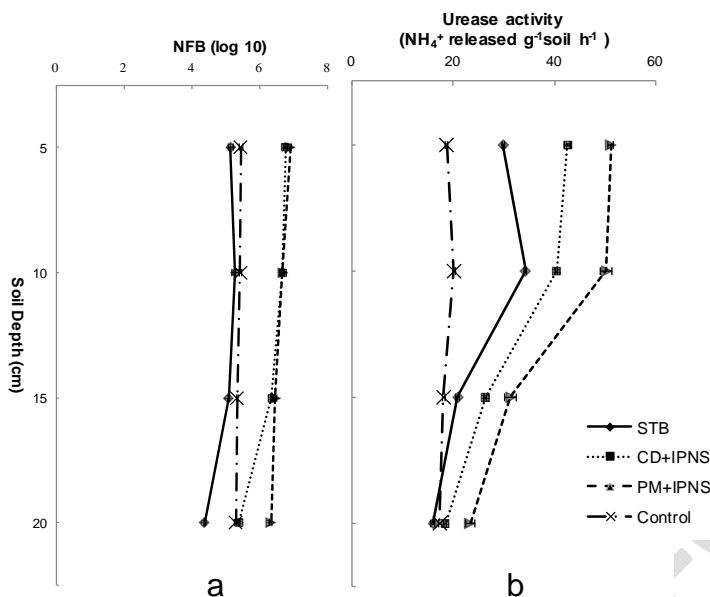 NFB (log 10)
0 2 4 6 8
Urease activity
(NH₄⁺ released g⁻¹soil h⁻¹ )
0 20 40 60
Soil Depth (cm)
5
10
15
20
STB
CD+IPNS
PM+IPNS
Control
a
b